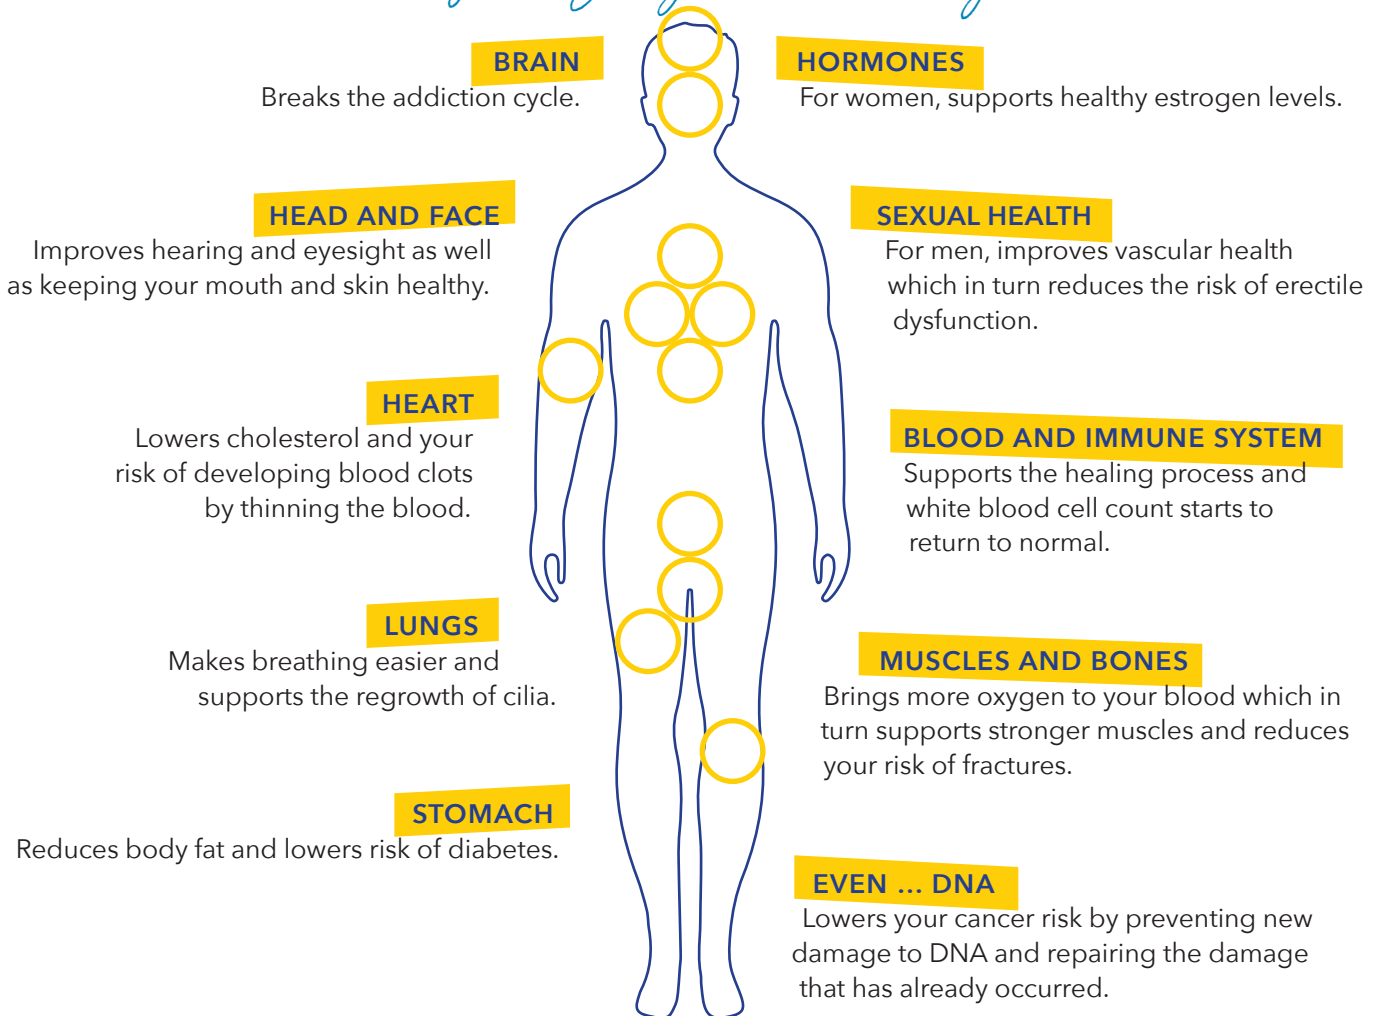 BRAIN
Breaks the addiction cycle.
HEAD AND FACE
Improves hearing and eyesight as well
as keeping your mouth and skin healthy.
HEART
Lowers cholesterol and your
risk of developing blood clots
by thinning the blood.
LUNGS
Makes breathing easier and
supports the regrowth of cilia.
STOMACH
Reduces body fat and lowers risk of diabetes.
HORMONES
For women, supports healthy estrogen levels.
SEXUAL HEALTH
For men, improves vascular health
which in turn reduces the risk of erectile
dysfunction.
BLOOD AND IMMUNE SYSTEM
Supports the healing process and
white blood cell count starts to
return to normal.
MUSCLES AND BONES
Brings more oxygen to your blood which in
turn supports stronger muscles and reduces
your risk of fractures.
EVEN ... DNA
Lowers your cancer risk by preventing new
damage to DNA and repairing the damage
that has already occurred.